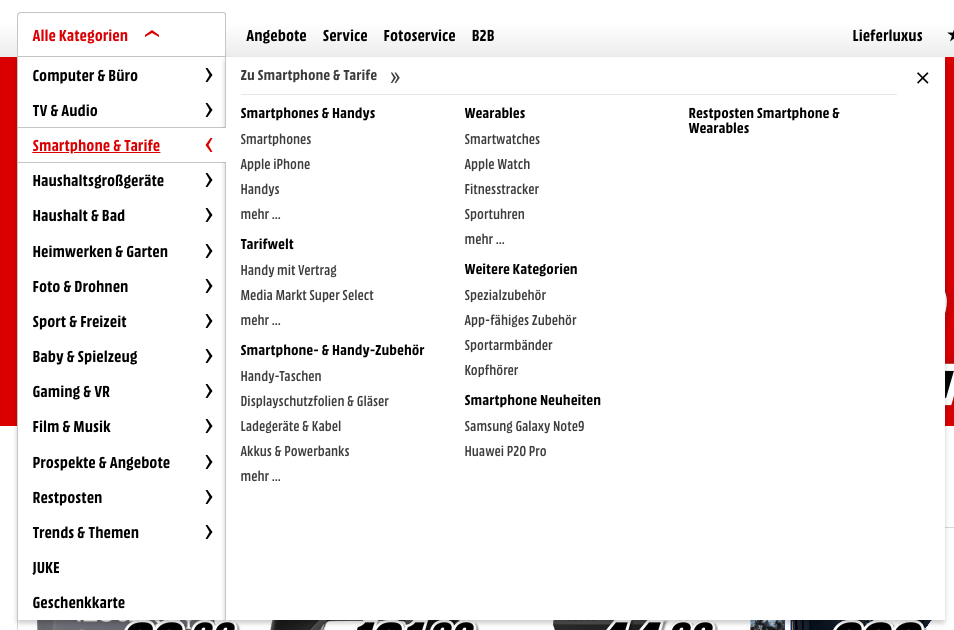 Alle Kategorien
Angebote
Service
Fotoservice
B2B
Lieferluxus
Computer & Büro
TV & Audio
Smartphone & Tarife
Haushaltsgroßgeräte
Haushalt & Bad
Heimwerken & Garten
Foto & Drohnen
Sport & Freizeit
Baby & Spielzeug
Gaming & VR
Film & Musik
Prospekte & Angebote
Restposten
Trends & Themen
JUKE
Geschenkkarte
Zu Smartphone & Tarife »
Smartphones & Handys
Smartphones
Apple iPhone
Handys
mehr ...
Tarifwelt
Handy mit Vertrag
Media Markt Super Select
mehr ...
Smartphone- & Handy-Zubehör
Handy-Taschen
Displayschutzfolien & Gläser
Ladegeräte & Kabel
Akkus & Powerbanks
mehr ...
Wearables
Smartwatches
Apple Watch
Fitnesstracker
Sportuhren
mehr ...
Weitere Kategorien
Spezialzubehör
App-fähiges Zubehör
Sportarmbänder
Kopfhörer
Smartphone Neuheiten
Samsung Galaxy Note9
Huawei P20 Pro
Restposten Smartphone &
Wearables